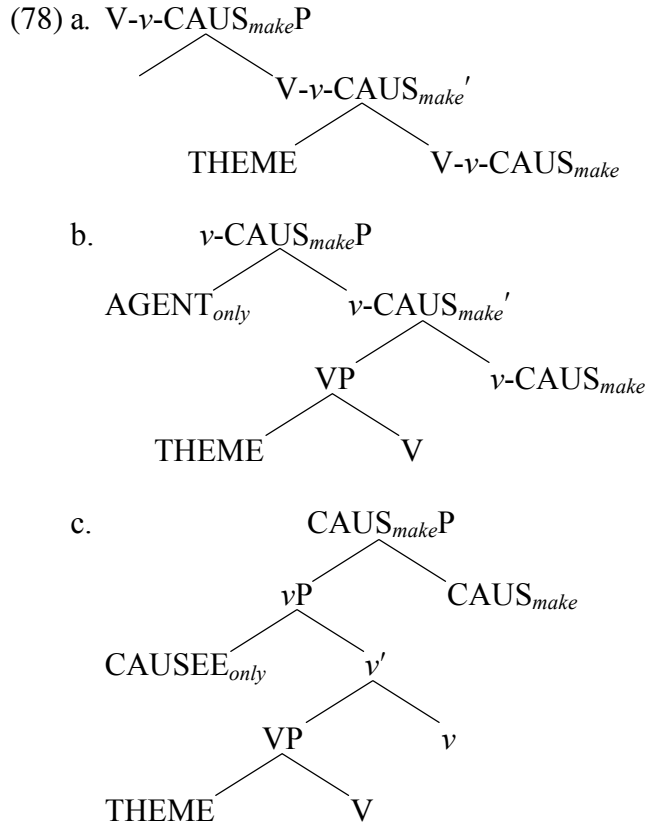 (78) a. V-v-CAUSmakeP
V-v-CAUSmake′
THEME V-v-CAUSmake
b. v-CAUSmakeP
AGENTonly v-CAUSmake′
VP v-CAUSmake
THEME V
c. CAUSmakeP
vP CAUSmake
CAUSEEonly v′
VP v
THEME V